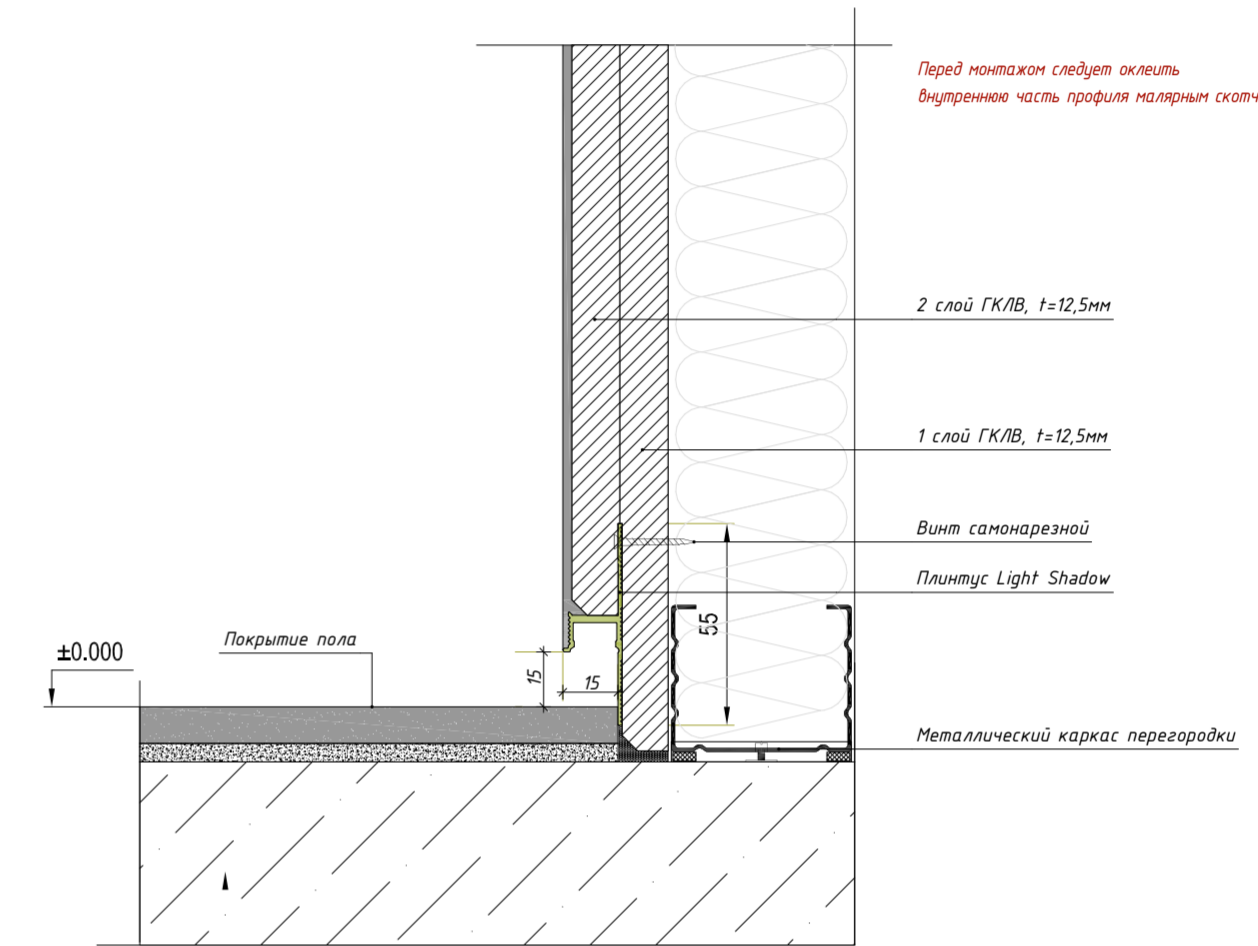 Перед монтажом следует оклеить
внутреннюю часть профиля малярным скотч
2 слой ГКЛВ, t=12,5мм
1 слой ГКЛВ, t=12,5мм
Винт самонарезной
Плинтус Light Shadow
55
Покрытие пола
±0.000
15
15
Металлический каркас перегородки